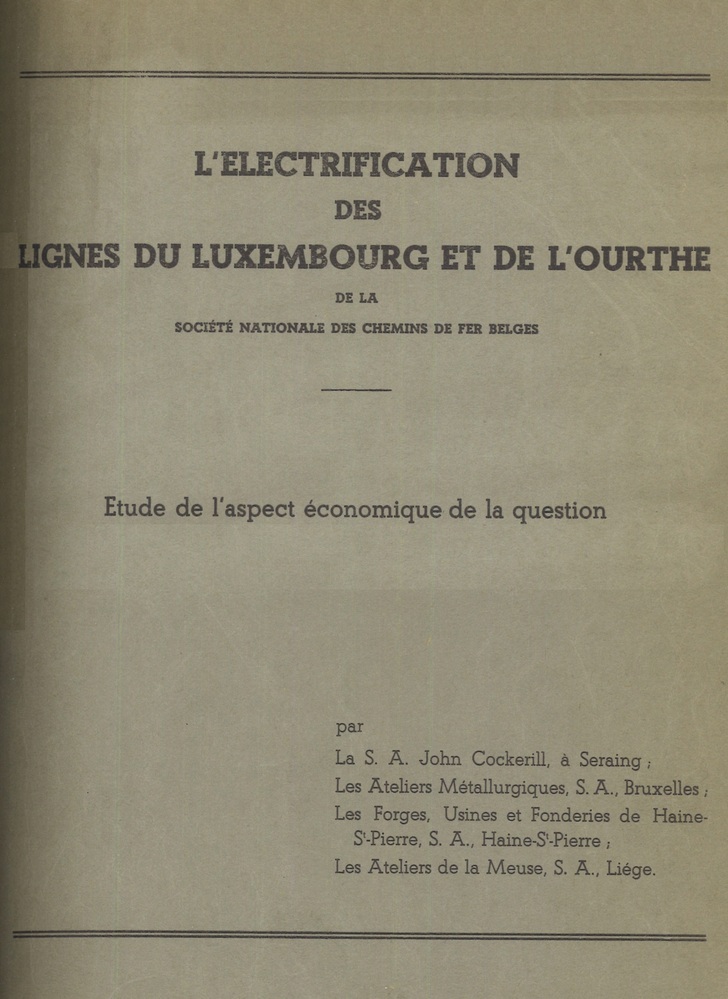 L'ELECTRIFICATION
DES
LIGNES DU LUXEMBOURG ET DE L'OURTHE
DE LA
SOCIÉTÉ NATIONALE DES CHEMINS DE FER BELGES
Etude de l'aspect économique de la question
par
La S. A. John Cockerill, à Seraing ;
Les Ateliers Métallurgiques, S. A., Bruxelles ;
Les Forges, Usines et Fonderies de Haine-
Sᵗ-Pierre, S. A., Haine-Sᵗ-Pierre ;
Les Ateliers de la Meuse, S. A., Liége.